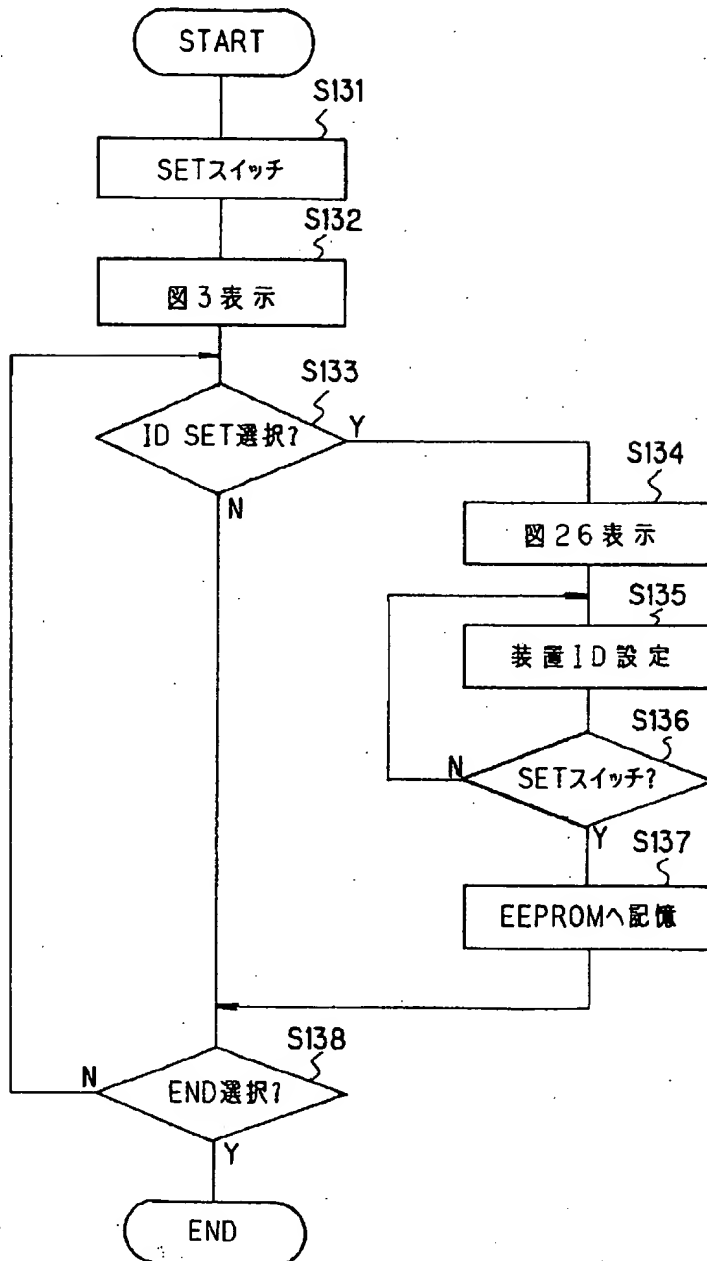 START
S131
SETスイッチ
S132
図3表示
S133
ID SET選択?
Y
N
S134
図26表示
S135
装置ID設定
S136
N
SETスイッチ?
Y
S137
EEPROMへ記憶
S138
N
END選択?
Y
END